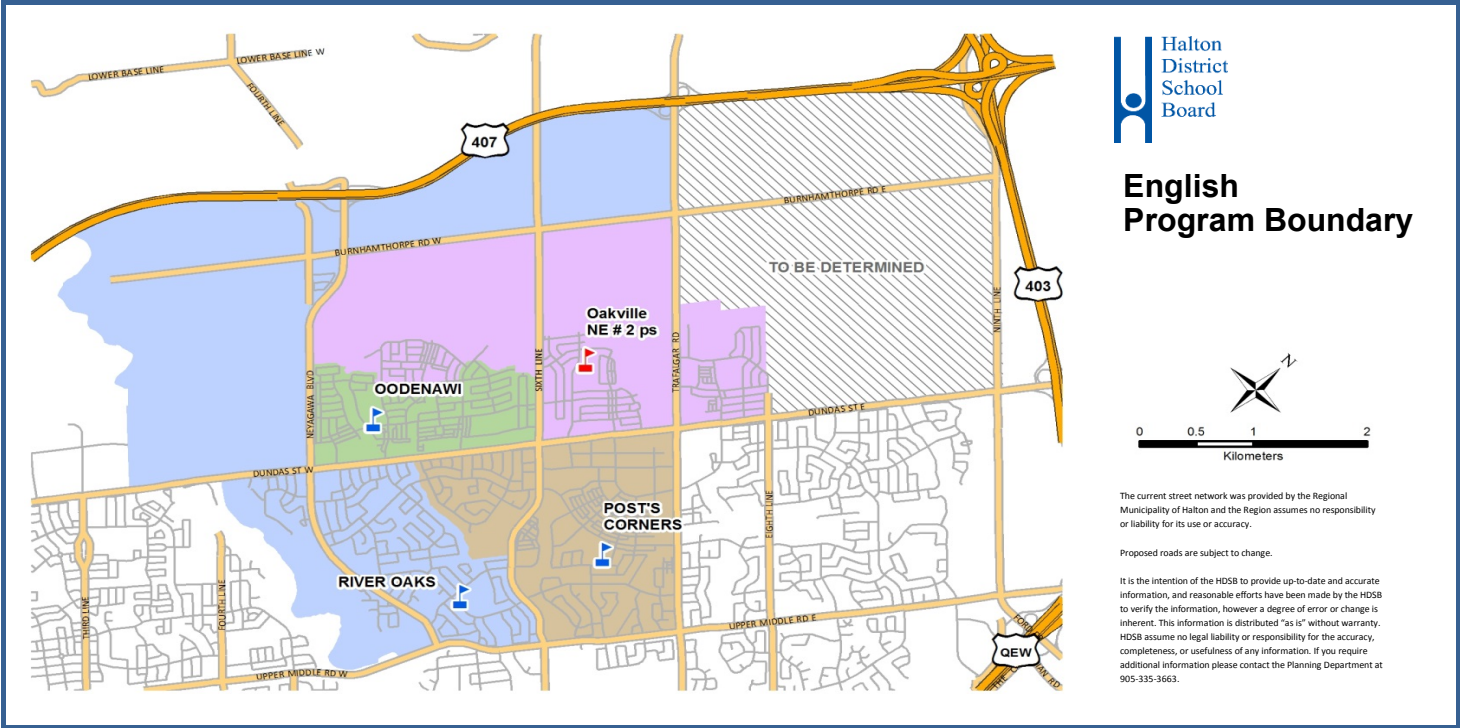 LOWER BASE LINE W
LOWER BASE LINE
FOURTH LINE
407
BURNHAMTHORPE RD E
BURNHAMTHORPE RD W
TO BE DETERMINED
403
NINTH LINE
Oakville
NE # 2 ps
TRAFALGAR RD
SIXTH LINE
NEYAGAWA BLVD
OODENAWI
DUNDAS ST E
DUNDAS ST W
POST'S
CORNERS
EIGHTH LINE
RIVER OAKS
THIRD LINE
FOURTH LINE
UPPER MIDDLE RD E
UPPER MIDDLE RD W
QEW
Halton
District
School
Board
English
Program Boundary
N
0 0.5 1 2
Kilometers
The current street network was provided by the Regional
Municipality of Halton and the Region assumes no responsibility
or liability for its use or accuracy.
Proposed roads are subject to change.
It is the intention of the HDSB to provide up-to-date and accurate
information, and reasonable efforts have been made by the HDSB
to verify the information, however a degree of error or change is
inherent. This information is distributed “as is” without warranty.
HDSB assume no legal liability or responsibility for the accuracy,
completeness, or usefulness of any information. If you require
additional information please contact the Planning Department at
905-335-3663.